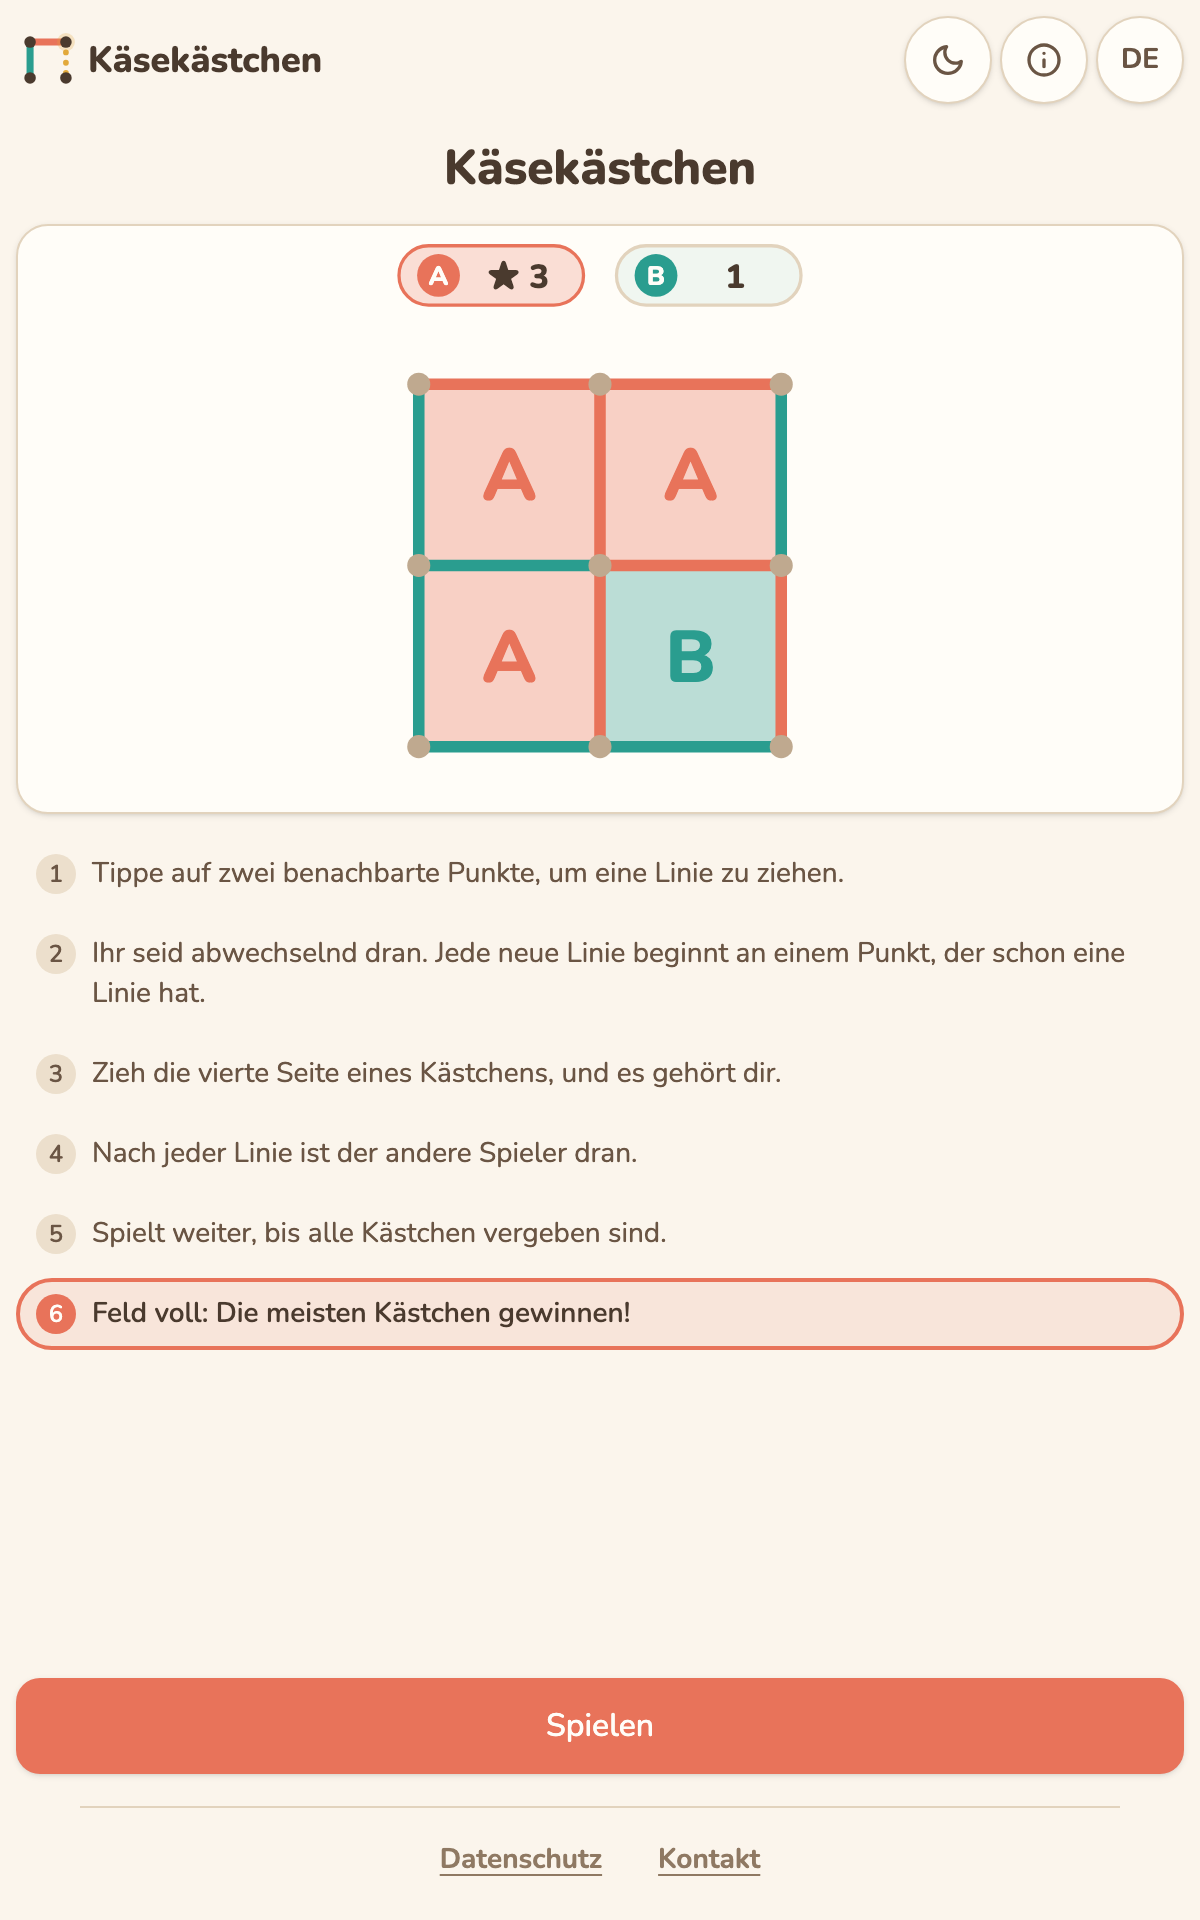 Käsekästchen
DE
Käsekästchen
A ★ 3
B 1
A A
A B
1 Tippe auf zwei benachbarte Punkte, um eine Linie zu ziehen.
2 Ihr seid abwechselnd dran. Jede neue Linie beginnt an einem Punkt, der schon eine
Linie hat.
3 Zieh die vierte Seite eines Kästchens, und es gehört dir.
4 Nach jeder Linie ist der andere Spieler dran.
5 Spielt weiter, bis alle Kästchen vergeben sind.
6 Feld voll: Die meisten Kästchen gewinnen!
Spielen
Datenschutz Kontakt